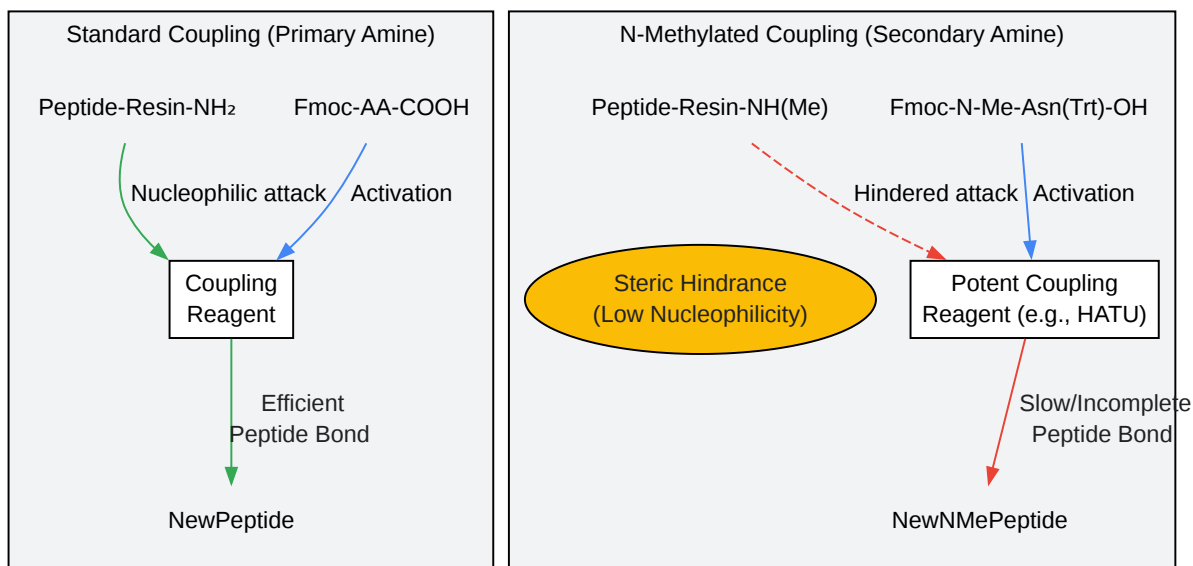 Standard Coupling (Primary Amine)
Peptide-Resin-NH₂
Fmoc-AA-COOH
Nucleophilic attack
Activation
Coupling
Reagent
Efficient
Peptide Bond
NewPeptide
N-Methylated Coupling (Secondary Amine)
Peptide-Resin-NH(Me)
Fmoc-N-Me-Asn(Trt)-OH
Hindered attack
Activation
Steric Hindrance
(Low Nucleophilicity)
Potent Coupling
Reagent (e.g., HATU)
Slow/Incomplete
Peptide Bond
NewNMePeptide